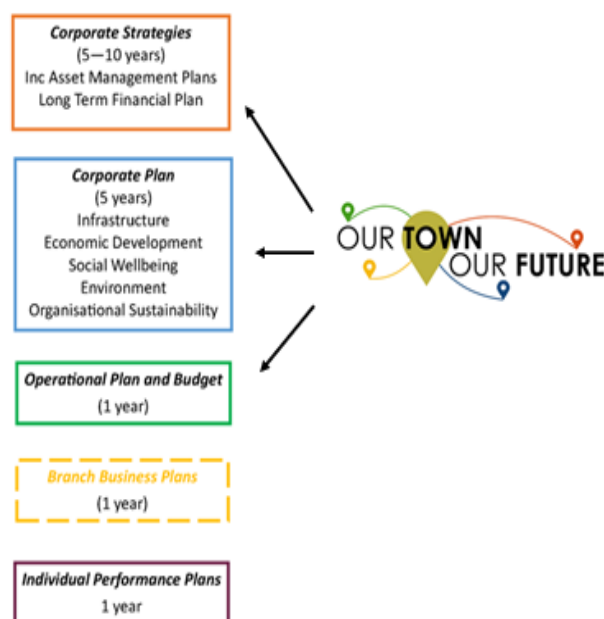 Corporate Strategies
(5—10 years)
Inc Asset Management Plans
Long Term Financial Plan
Corporate Plan
(5 years)
Infrastructure
Economic Development
Social Wellbeing
Environment
Organisational Sustainability
OUR TOWN
OUR FUTURE
Operational Plan and Budget
(1 year)
Branch Business Plans
(1 year)
Individual Performance Plans
1 year